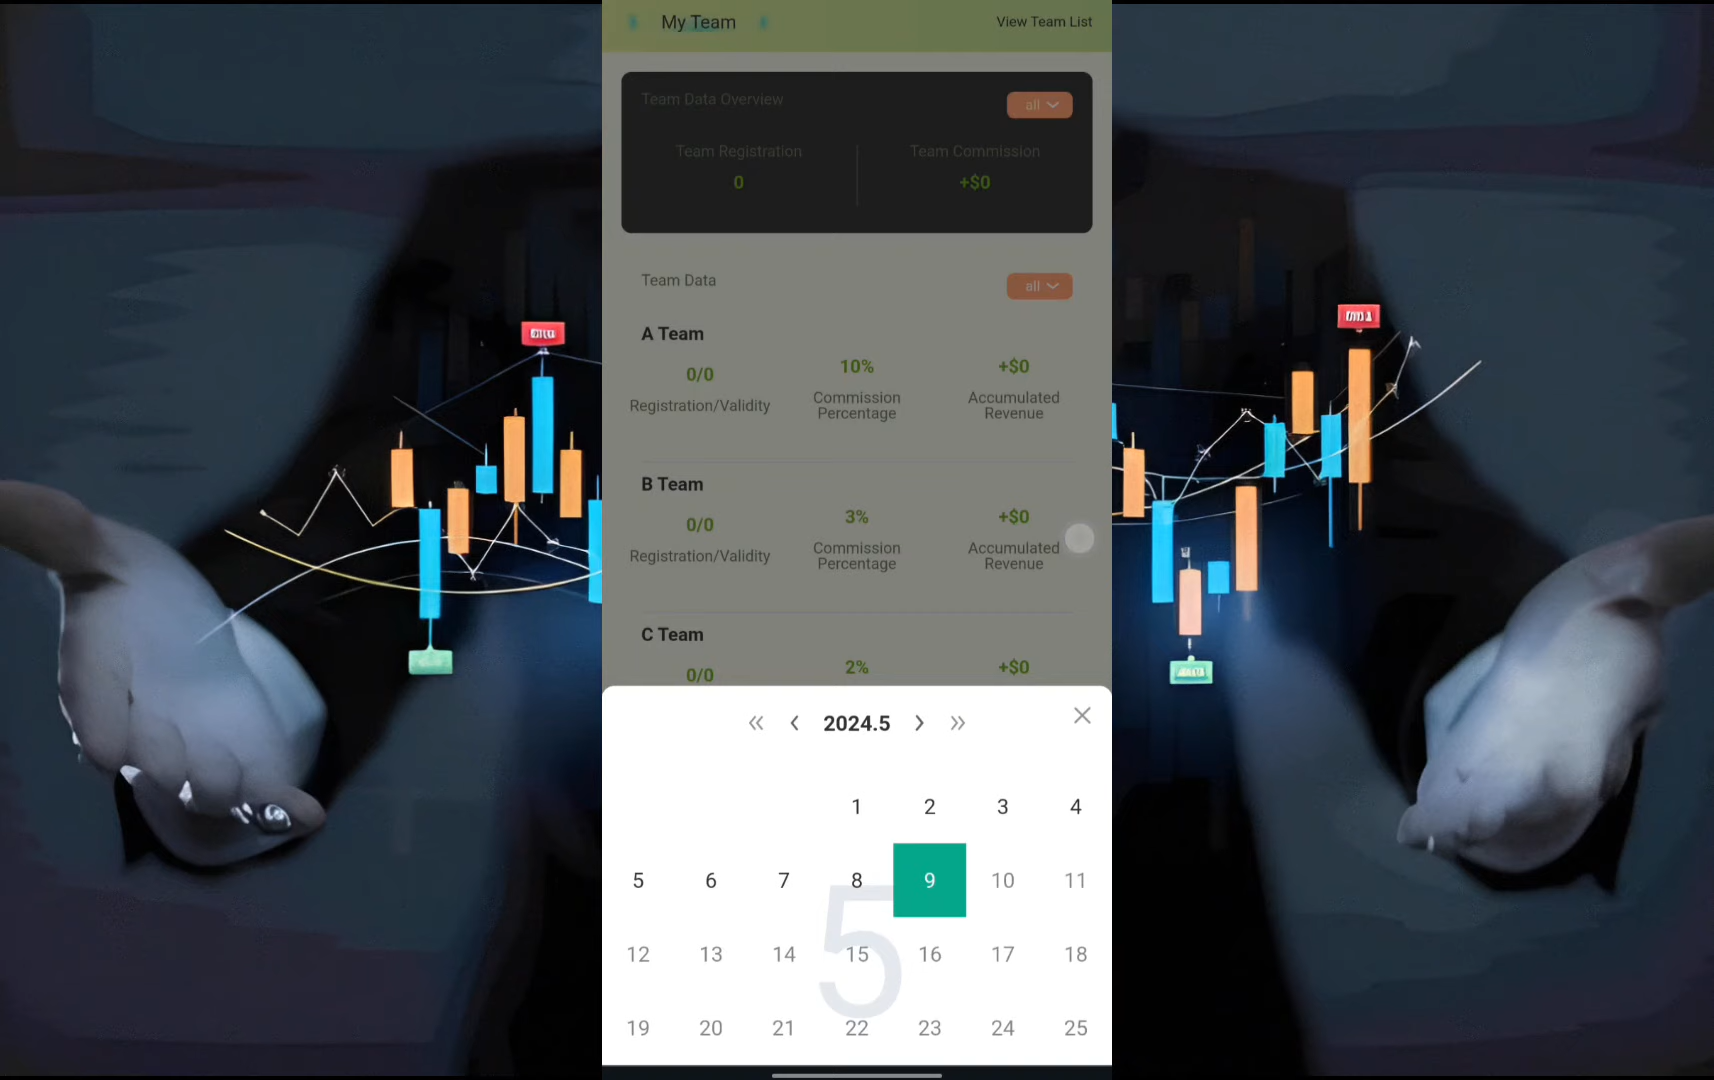 My Team
View Team List
Team Data Overview
all
Team Registration
Team Commission
0
+$0
Team Data
all
A Team
0/0
10%
+$0
Registration/Validity
Commission
Percentage
Accumulated
Revenue
B Team
0/0
3%
+$0
Registration/Validity
Commission
Percentage
Accumulated
Revenue
C Team
0/0
2%
+$0
2024.5
1 2 3 4
5 6 7 8 9 10 11
5
12 13 14 15 16 17 18
19 20 21 22 23 24 25